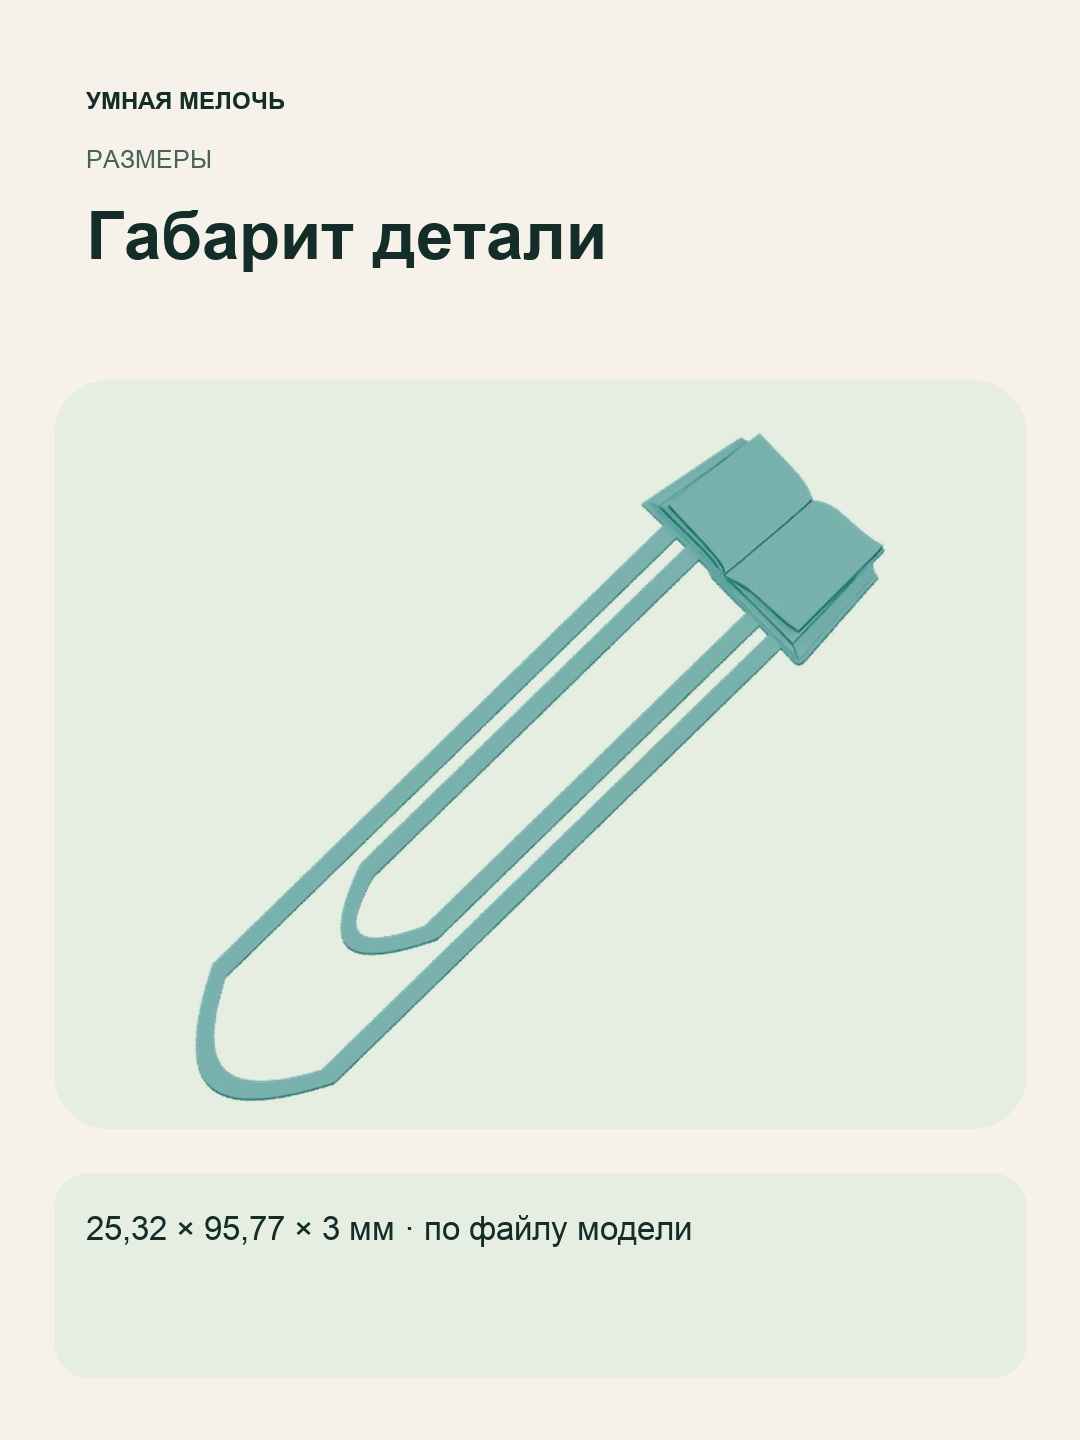 УМНАЯ МЕЛОЧЬ
РАЗМЕРЫ
Габарит детали
25,32 × 95,77 × 3 мм · по файлу модели